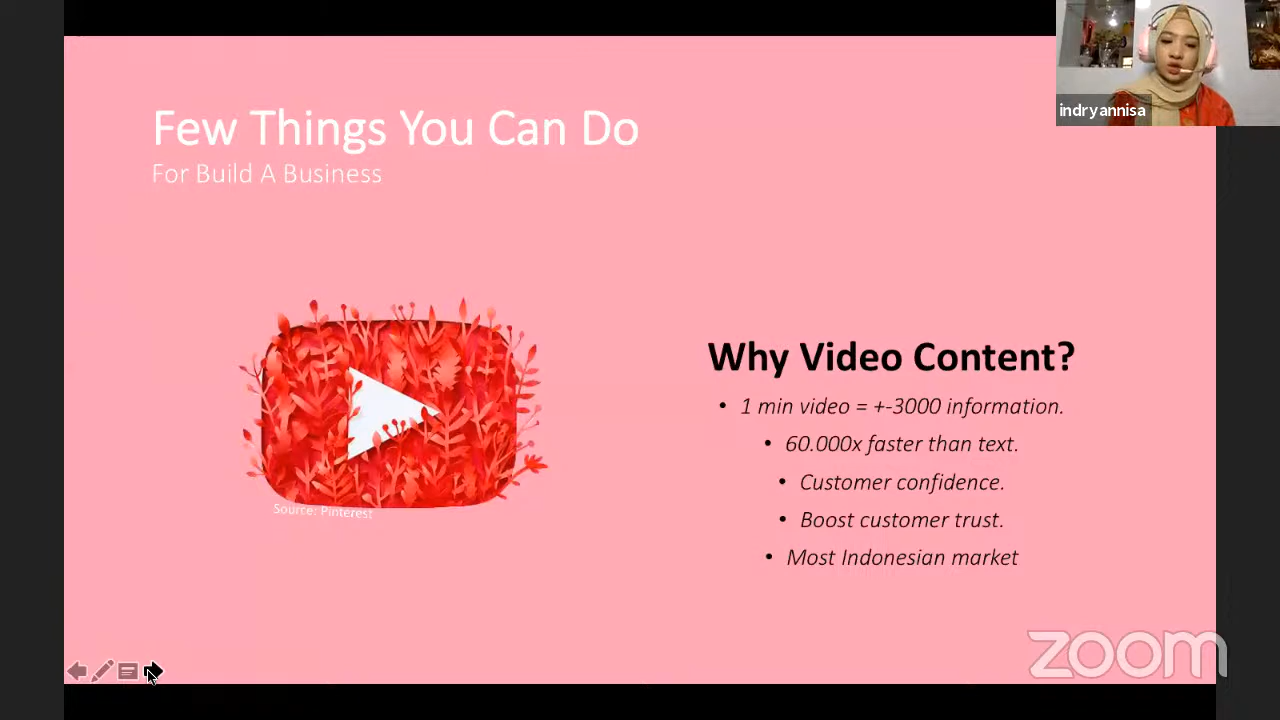 indryannisa
Few Things You Can Do
For Build A Business
Source: Pinterest
Why Video Content?
• 1 min video = +-3000 information.
• 60.000x faster than text.
• Customer confidence.
• Boost customer trust.
• Most Indonesian market
zoom